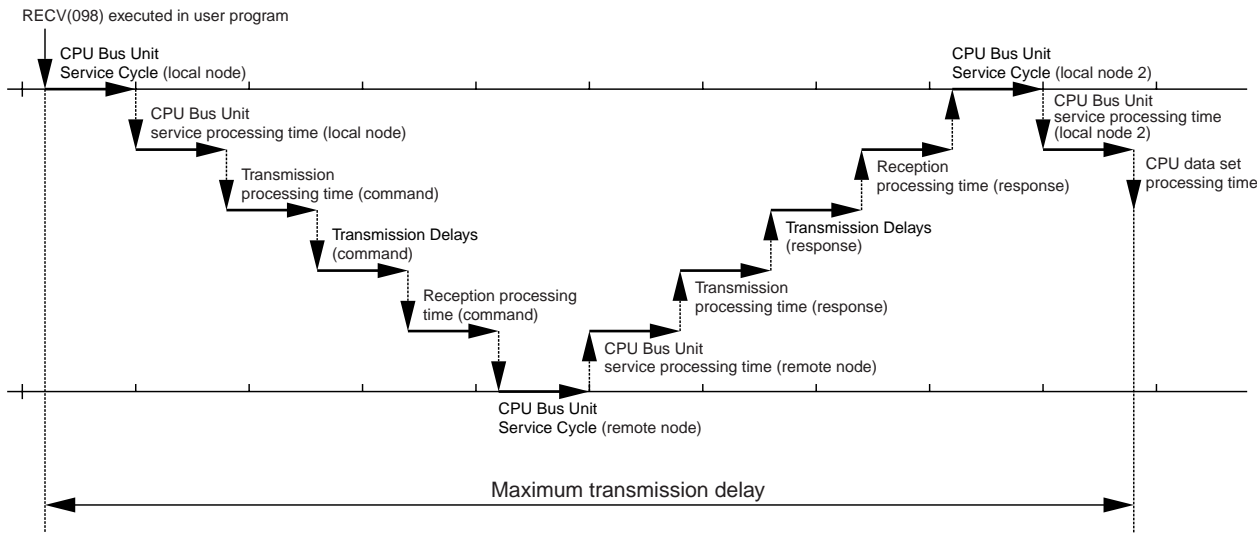 RECV(098) executed in user program
CPU Bus Unit
Service Cycle (local node)
CPU Bus Unit
service processing time (local node)
Transmission
processing time (command)
Transmission Delays
(command)
Reception processing
time (command)
CPU Bus Unit
Service Cycle (remote node)
CPU Bus Unit
service processing time (remote node)
Transmission
processing time (response)
Transmission Delays
(response)
Reception
processing time (response)
CPU Bus Unit
Service Cycle (local node 2)
CPU Bus Unit
service processing time
(local node 2)
CPU data set
processing time
Maximum transmission delay